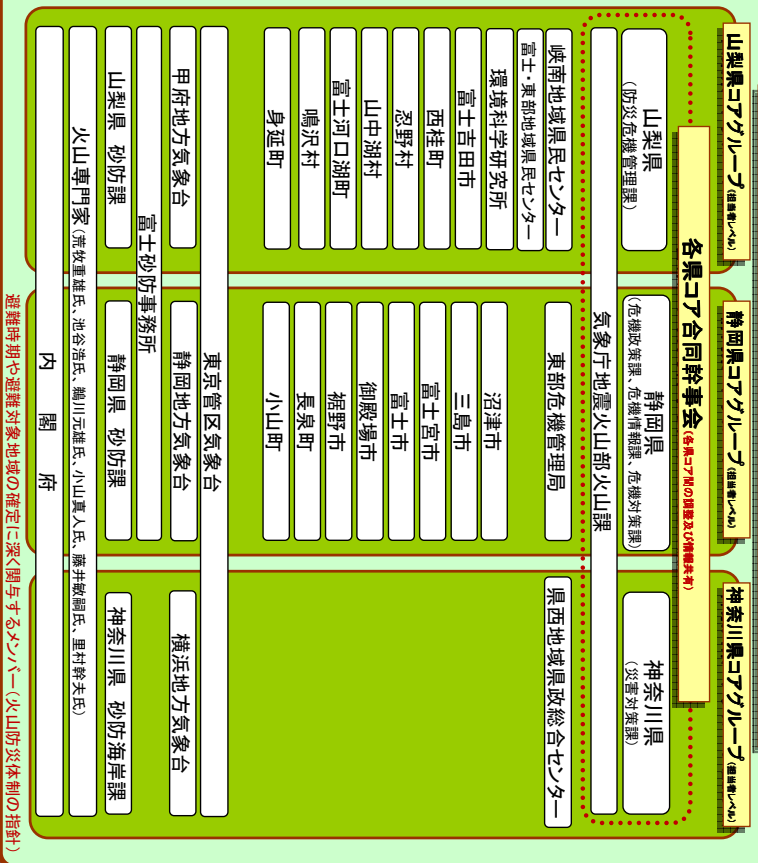 山梨県コアグループ(担当者レベル)
静岡県コアグループ(担当者レベル)
神奈川県コアグループ(担当者レベル)
各県コア合同幹事会(各県コア間の調整及び情報共有)
山梨県
(防災危機管理課)
静岡県
(危機政策課、危機情報課、危機対策課)
神奈川県
(災害対策課)
気象庁地震火山部火山課
峡南地域県民センター
富士・東部地域県民センター
環境科学研究所
富士吉田市
西桂町
忍野村
山中湖村
富士河口湖町
鳴沢村
身延町
東部危機管理局
沼津市
三島市
富士宮市
富士市
御殿場市
裾野市
長泉町
小山町
県西地域県政総合センター
東京管区気象台
甲府地方気象台
静岡地方気象台
横浜地方気象台
富士砂防事務所
山梨県 砂防課
静岡県 砂防課
神奈川県 砂防海岸課
火山専門家(荒牧重雄氏、池谷浩氏、鵜川元雄氏、小山真人氏、藤井敏嗣氏、里村幹夫氏)
内 閣 府
避難時期や避難対象地域の確定に深く関与するメンバー(火山防災体制の指針)